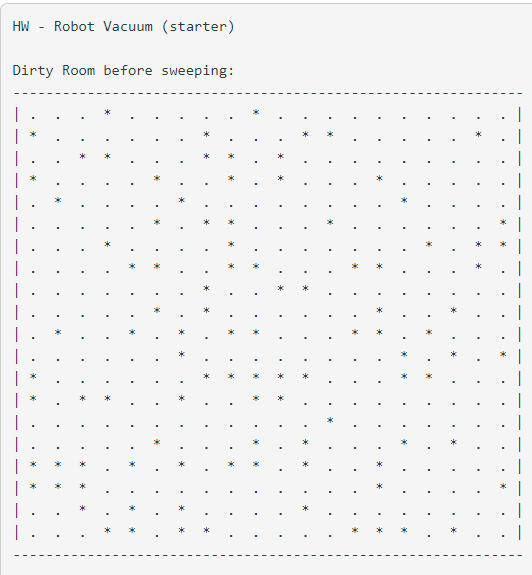 HW - Robot Vacuum (starter)
Dirty Room before sweeping:
--------------------------------------------------------------
| . . . * . . . . . * . . . . . . . . . . |
| * . . . . . . * . . . * * . . . . . * . |
| . . * * . . . * * . * . . . . . . . . . |
| * . . . . * . . * . * . . . * . . . . . |
| . * . . . . * . . . . . . . . * . . . . |
| . . . . . * . * * . . . * . . . . . . * |
| . . . * . . . . * . . . . . . . * . * * |
| . . . . * * . . * * . . . * * . . . * . |
| . . . . . . . * . . * * . . . . . . . . |
| . . . . . * . * . . . . . . * . . * . . |
| . * . . * . * . * * . . . * * . * . . . |
| . . . . . . * . . . . . . . . * . * . * |
| * . . . . . . * * * * * . . . * * . . . |
| * . * * . . * . . * * . . . . . . . . . |
| . . . . . . . . . . . . * . . . . . . . |
| . . . . . * . . . * . * . . . * . * . . |
| * * * . * . * . * * . * . . * . . . . . |
| * * * . . . . . . . . . . . * . . . . * |
| . . * . * . * . . . . * . . . . . . . . |
| . . . * * . * * . . . . . * * * . * . . |
--------------------------------------------------------------